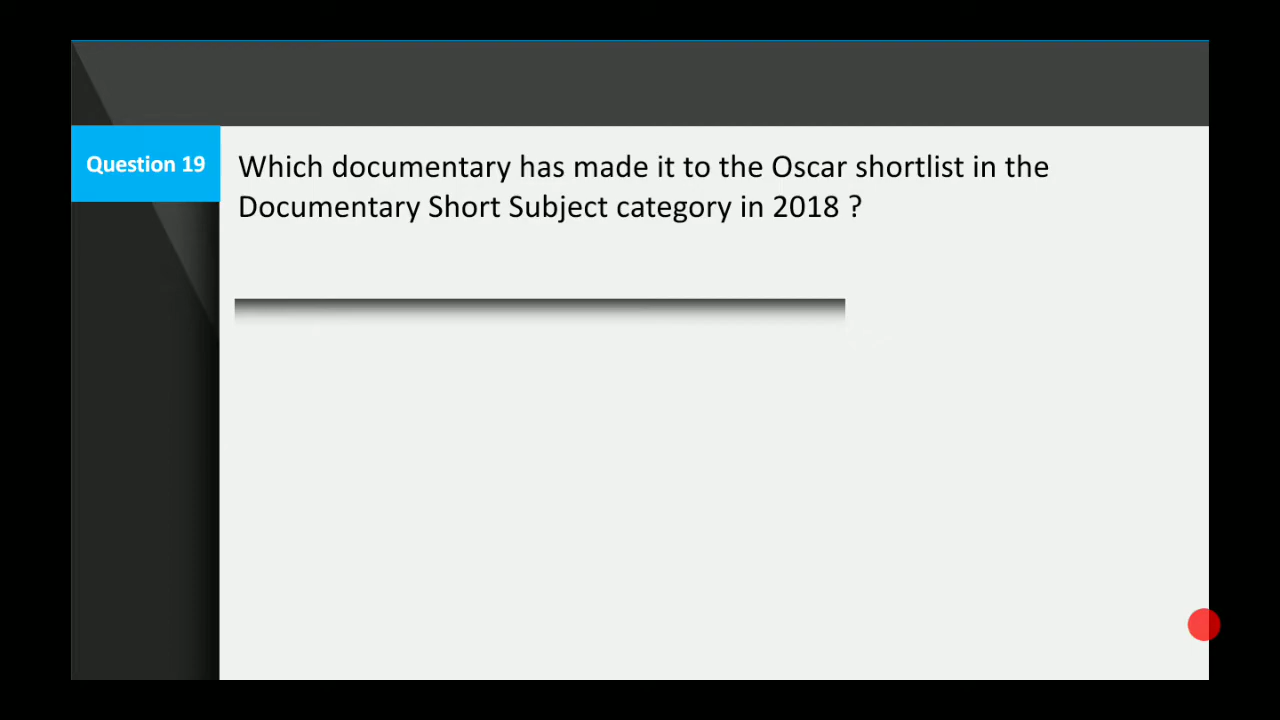 Question 19
Which documentary has made it to the Oscar shortlist in the
Documentary Short Subject category in 2018 ?